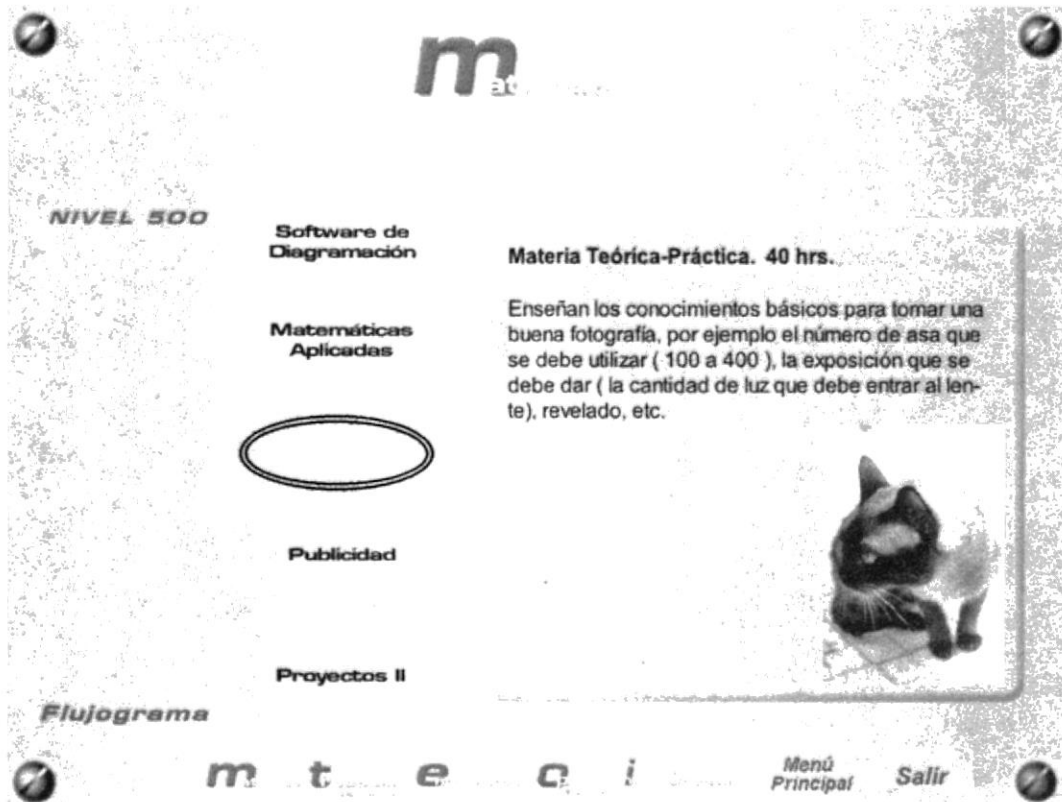 m
at
NIVEL 500
Software de
Diagramación
Matemáticas
Aplicadas
Publicidad
Proyectos II
Materia Teórica-Práctica. 40 hrs.
Enseñan los conocimientos básicos para tomar una
buena fotografía, por ejemplo el número de asa que
se debe utilizar ( 100 a 400 ), la exposición que se
debe dar ( la cantidad de luz que debe entrar al len-
te), revelado, etc.
Flujograma
m t e c i
Menú
Principal
Salir